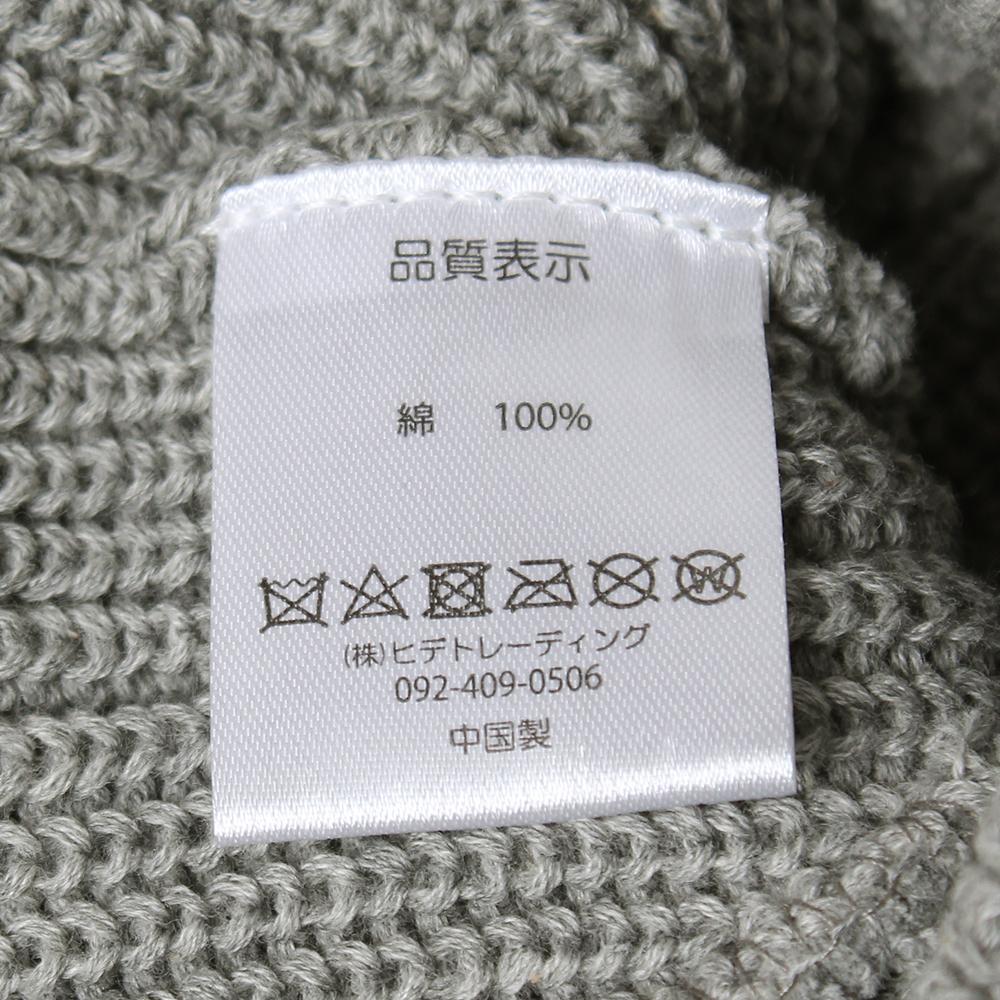 品質表示
綿 100%
W
(株)ヒデトレーディング
092-409-0506
中国製